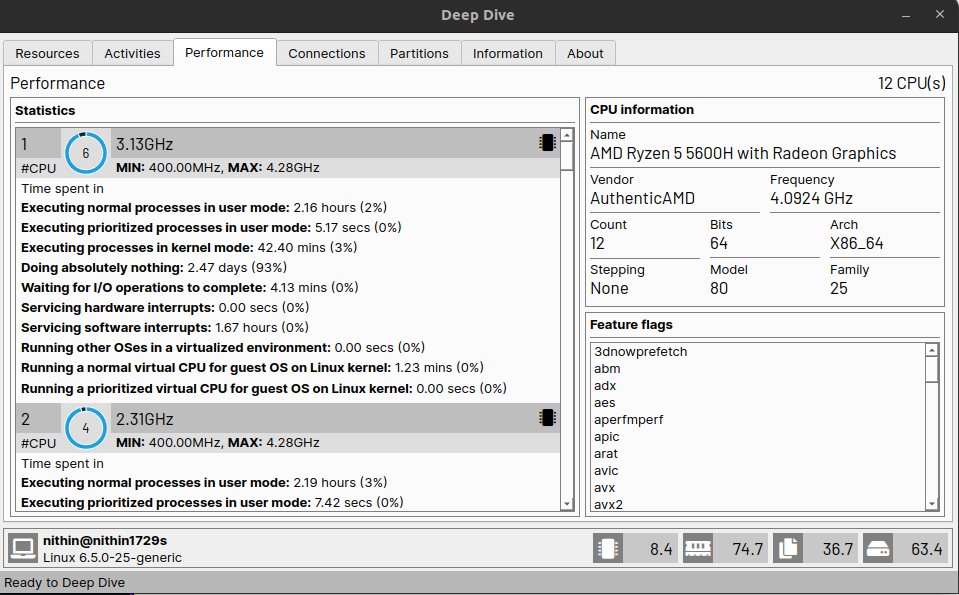 Deep Dive
Resources Activities Performance Connections Partitions Information About
Performance 12 CPU(s)
Statistics
1 6 3.13GHz
#CPU MIN: 400.00MHz, MAX: 4.28GHz
Time spent in
Executing normal processes in user mode: 2.16 hours (2%)
Executing prioritized processes in user mode: 5.17 secs (0%)
Executing processes in kernel mode: 42.40 mins (3%)
Doing absolutely nothing: 2.47 days (93%)
Waiting for I/O operations to complete: 4.13 mins (0%)
Servicing hardware interrupts: 0.00 secs (0%)
Servicing software interrupts: 1.67 hours (0%)
Running other OSes in a virtualized environment: 0.00 secs (0%)
Running a normal virtual CPU for guest OS on Linux kernel: 1.23 mins (0%)
Running a prioritized virtual CPU for guest OS on Linux kernel: 0.00 secs (0%)
2 4 2.31GHz
#CPU MIN: 400.00MHz, MAX: 4.28GHz
Time spent in
Executing normal processes in user mode: 2.19 hours (3%)
Executing prioritized processes in user mode: 7.42 secs (0%)
CPU information
Name
AMD Ryzen 5 5600H with Radeon Graphics
Vendor Frequency
AuthenticAMD 4.0924 GHz
Count Bits Arch
12 64 X86_64
Stepping Model Family
None 80 25
Feature flags
3dnowprefetch
abm
adx
aes
aperfmperf
apic
arat
avic
avx
avx2
nithin@nithin1729s
Linux 6.5.0-25-generic
8.4 74.7 36.7 63.4
Ready to Deep Dive